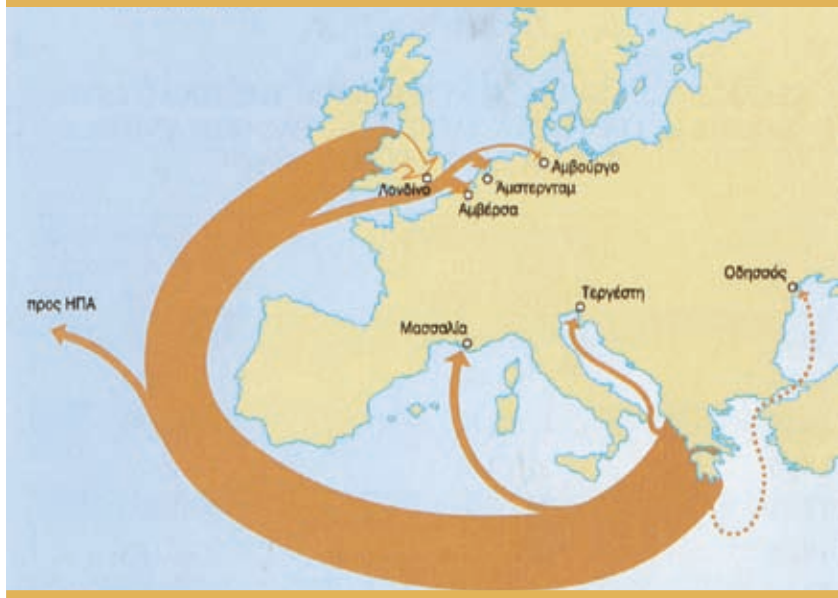 Λονδίνο
Αμβούργο
Άμστερνταμ
Αμβέρσα
Οδησσός
Τεργέστη
προς ΗΠΑ
Μασσαλία